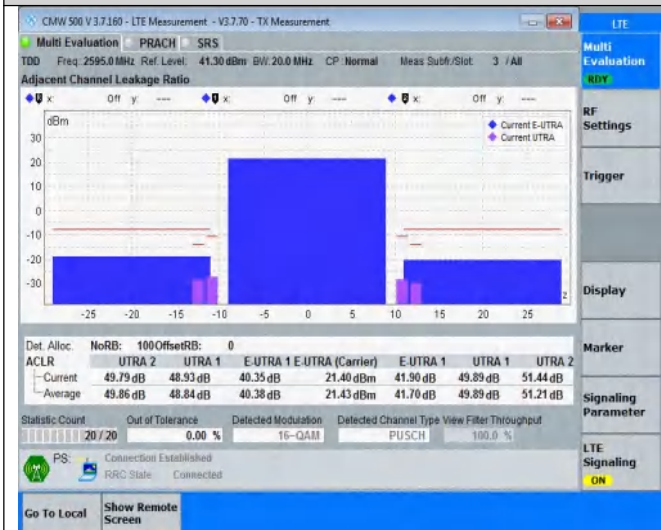 CMW 500 V 3.7.160 - LTE Measurement - V3.7.70 - TX Measurement
LTE
Multi Evaluation PRACH SRS
TDD Freq: 2595.0 MHz Ref. Level: 41.30 dBm BW: 20.0 MHz CP: Normal Meas Subfr./Slot: 3 / All
Adjacent Channel Leakage Ratio
x: Off y: --- x: Off y: --- x: Off y: ---
dBm
Current E-UTRA
Current UTRA
30
20
10
0
-10
-20
-30
-25 -20 -15 -10 -5 0 5 10 15 20 25
z
Det. Alloc. NoRB: 100 OffsetRB: 0
ACLR UTRA 2 UTRA 1 E-UTRA 1 E-UTRA (Carrier) E-UTRA 1 UTRA 1 UTRA 2
Current 49.79 dB 48.93 dB 40.35 dB 21.40 dBm 41.90 dB 49.89 dB 51.44 dB
Average 49.86 dB 48.84 dB 40.38 dB 21.43 dBm 41.70 dB 49.89 dB 51.21 dB
Statistic Count Out of Tolerance Detected Modulation Detected Channel Type View Filter Throughput
20 / 20 0.00 % 16-QAM PUSCH 100.0 %
PS: Connection Established
RRC State Connected
Multi
Evaluation
RDY
RF
Settings
Trigger
Display
Marker
Signaling
Parameter
LTE
Signaling
ON
Go To Local
Show Remote
Screen